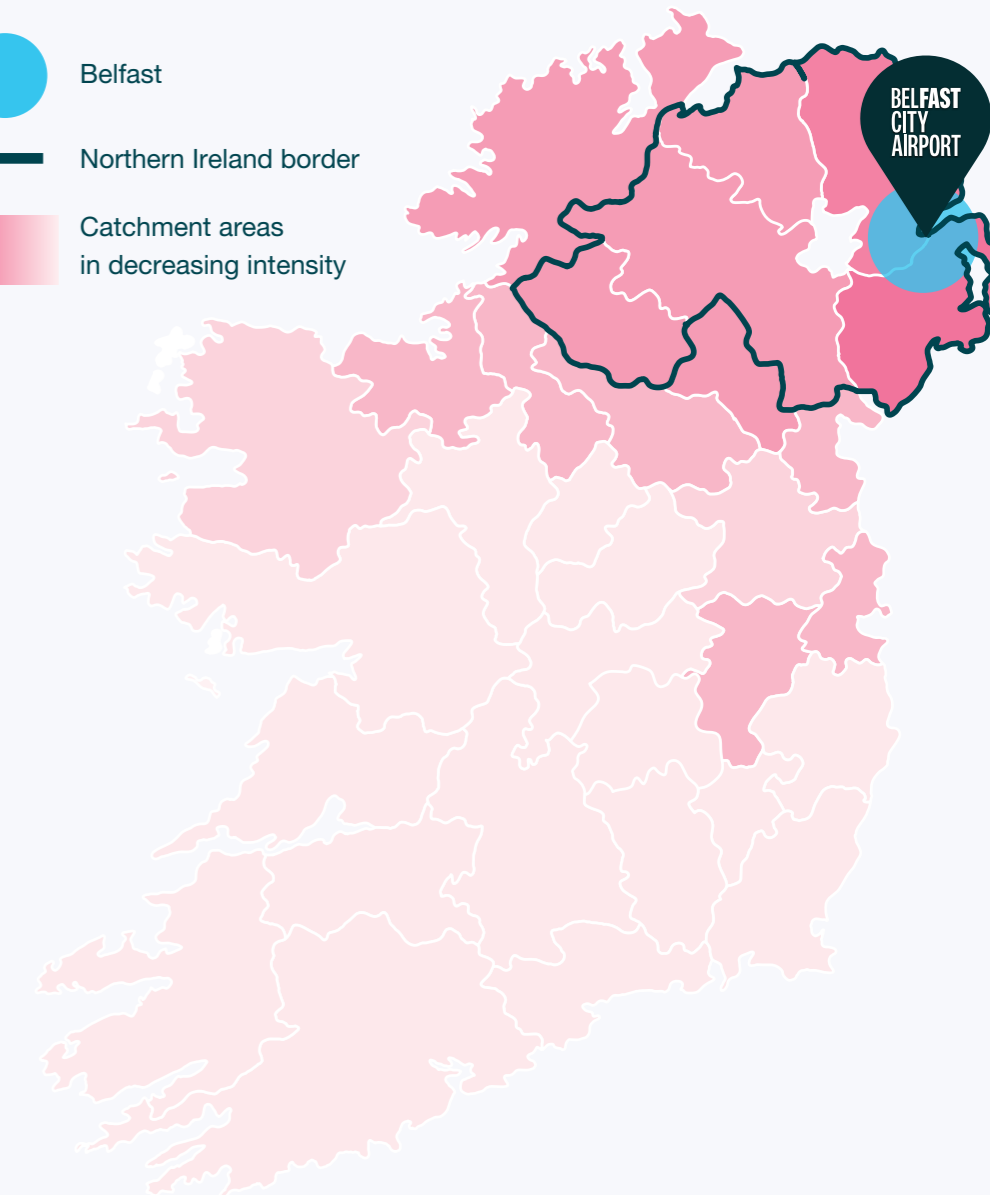 Belfast
Northern Ireland border
Catchment areas
in decreasing intensity
BELFAST
CITY
AIRPORT